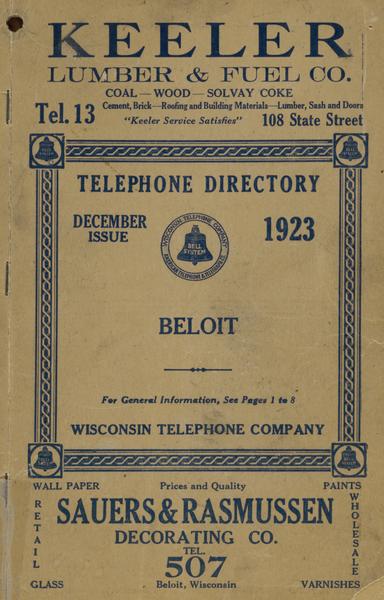 KEELER
LUMBER & FUEL CO.
COAL—WOOD—SOLVAY COKE
Tel. 13
Cement, Brick—Roofing and Building Materials—Lumber, Sash and Doors
"Keeler Service Satisfies"
108 State Street
TELEPHONE DIRECTORY
DECEMBER
ISSUE
WISCONSIN TELEPHONE COMPANY
BELL
SYSTEM
1923
BELOIT
For General Information, See Pages 1 to 8
WISCONSIN TELEPHONE COMPANY
WALL PAPER
Prices and Quality
PAINTS
RETAIL
SAUERS & RASMUSSEN
WHOLESALE
DECORATING CO.
TEL.
507
GLASS
Beloit, Wisconsin
VARNISHES